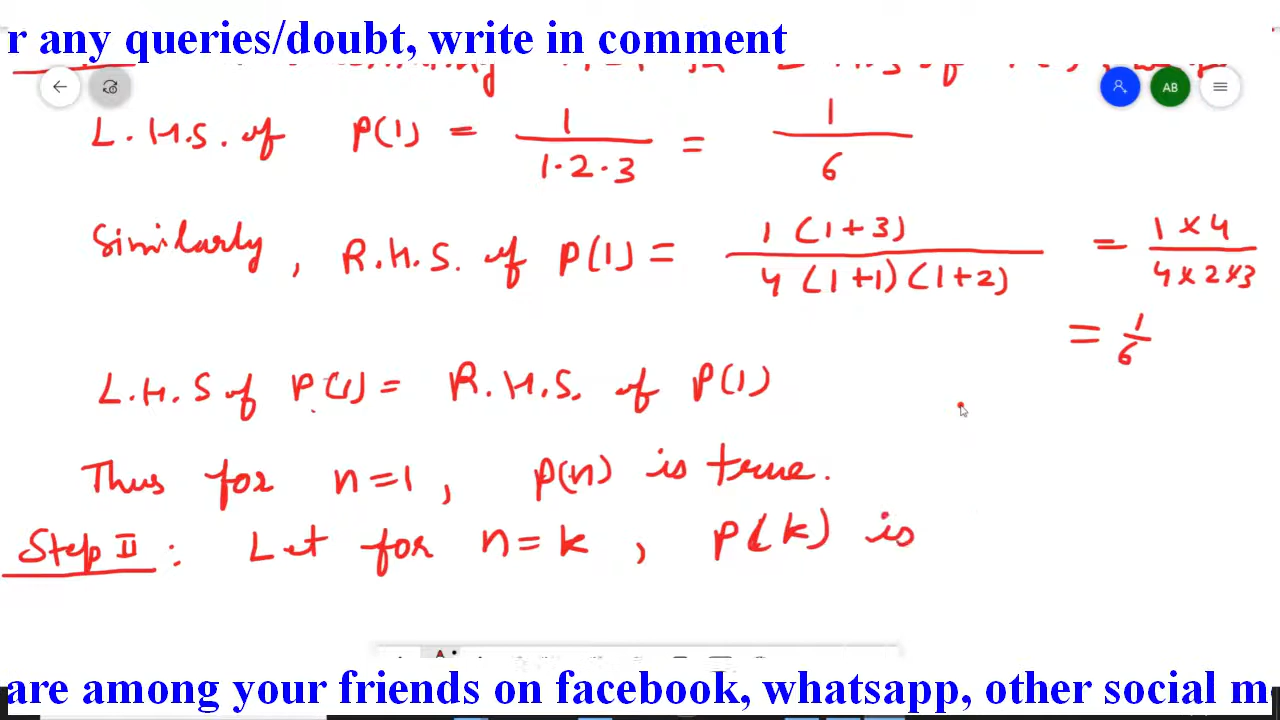 r any queries/doubt, write in comment
AB
L.H.S. of P(1) = 1/(1·2·3) = 1/6
Similarly, R.H.S. of P(1) = 1(1+3)/(4(1+1)(1+2)) = (1×4)/(4×2×3)
= 1/6
L.H.S of P(1) = R.H.S. of P(1)
Thus for n=1, P(n) is true.
Step II : Let for n=k, P(k) is
are among your friends on facebook, whatsapp, other social m